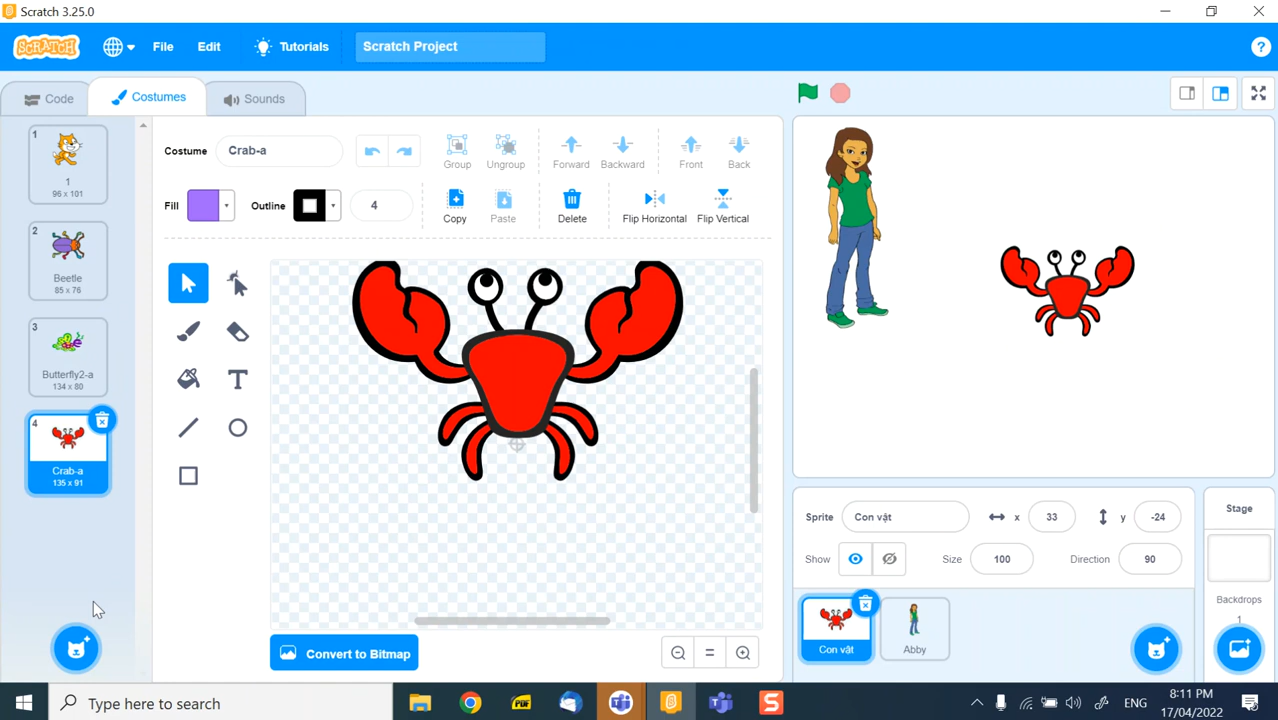 Scratch 3.25.0
SCRATCH
File
Edit
Tutorials
Scratch Project
?
Code
Costumes
Sounds
1
1
96 x 101
2
Beetle
85 x 76
3
Butterfly2-a
134 x 80
4
Crab-a
135 x 91
Costume
Crab-a
Group
Ungroup
Forward
Backward
Front
Back
Fill
Outline
4
Copy
Paste
Delete
Flip Horizontal
Flip Vertical
T
Convert to Bitmap
Sprite
Con vật
x
33
y
-24
Show
Size
100
Direction
90
Con vật
Abby
Stage
Backdrops
1
Type here to search
PDF
S
ENG
8:11 PM
17/04/2022